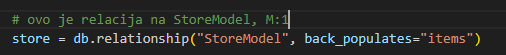 # ovo je relacija na StoreModel, M:1
store = db.relationship("StoreModel", back_populates="items")